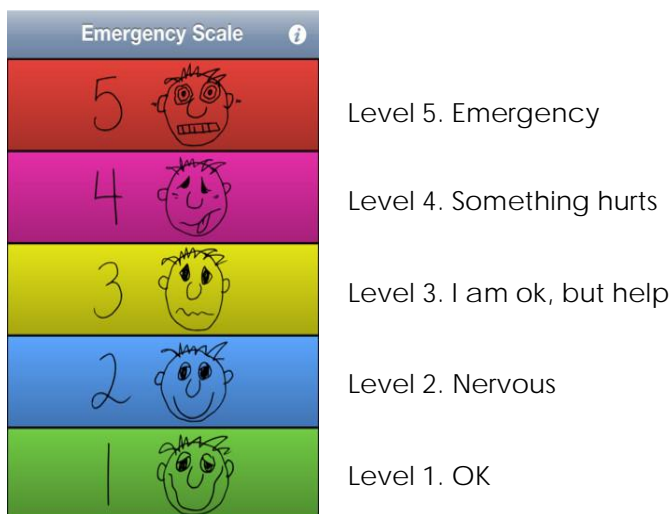 Emergency Scale i
5
Level 5. Emergency
4
Level 4. Something hurts
3
Level 3. I am ok, but help
2
Level 2. Nervous
1
Level 1. OK